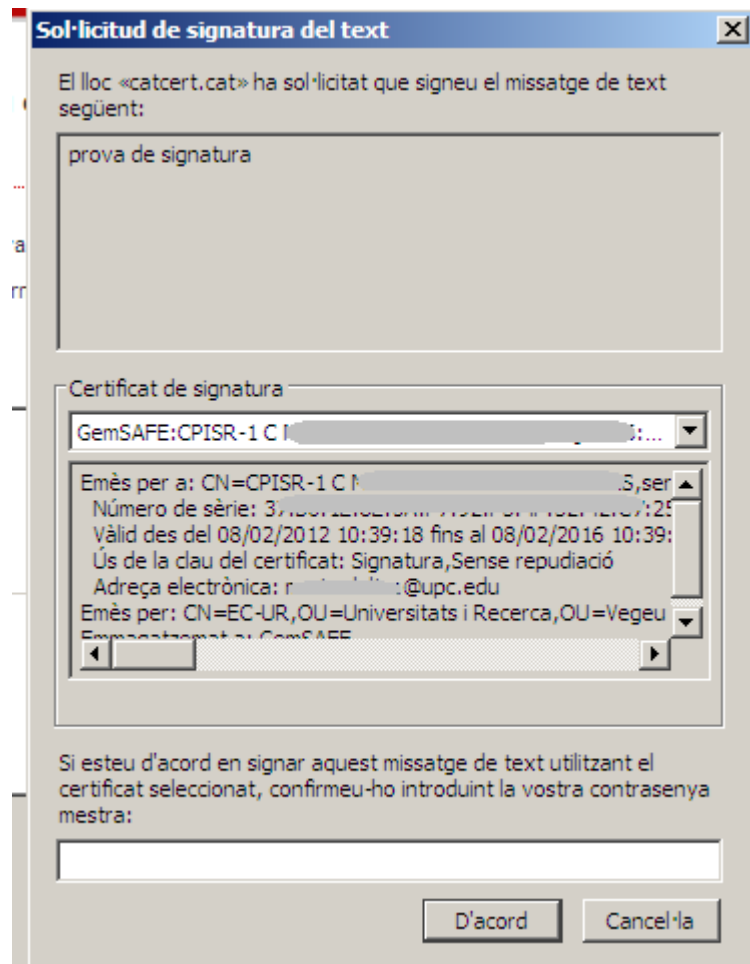 Sol·licitud de signatura del text
El lloc «catcert.cat» ha sol·licitat que signeu el missatge de text
següent:
prova de signatura
Certificat de signatura
GemSAFE:CPISR-1 C
Emès per a: CN=CPISR-1 C
Número de sèrie:
Vàlid des del 08/02/2012 10:39:18 fins al 08/02/2016 10:39:
Ús de la clau del certificat: Signatura,Sense repudiació
Adreça electrònica: @upc.edu
Emès per: CN=EC-UR,OU=Universitats i Recerca,OU=Vegeu
Emmagatzemat a: GemSAFE
Si esteu d'acord en signar aquest missatge de text utilitzant el
certificat seleccionat, confirmeu-ho introduint la vostra contrasenya
mestra:
D'acord
Cancel·la